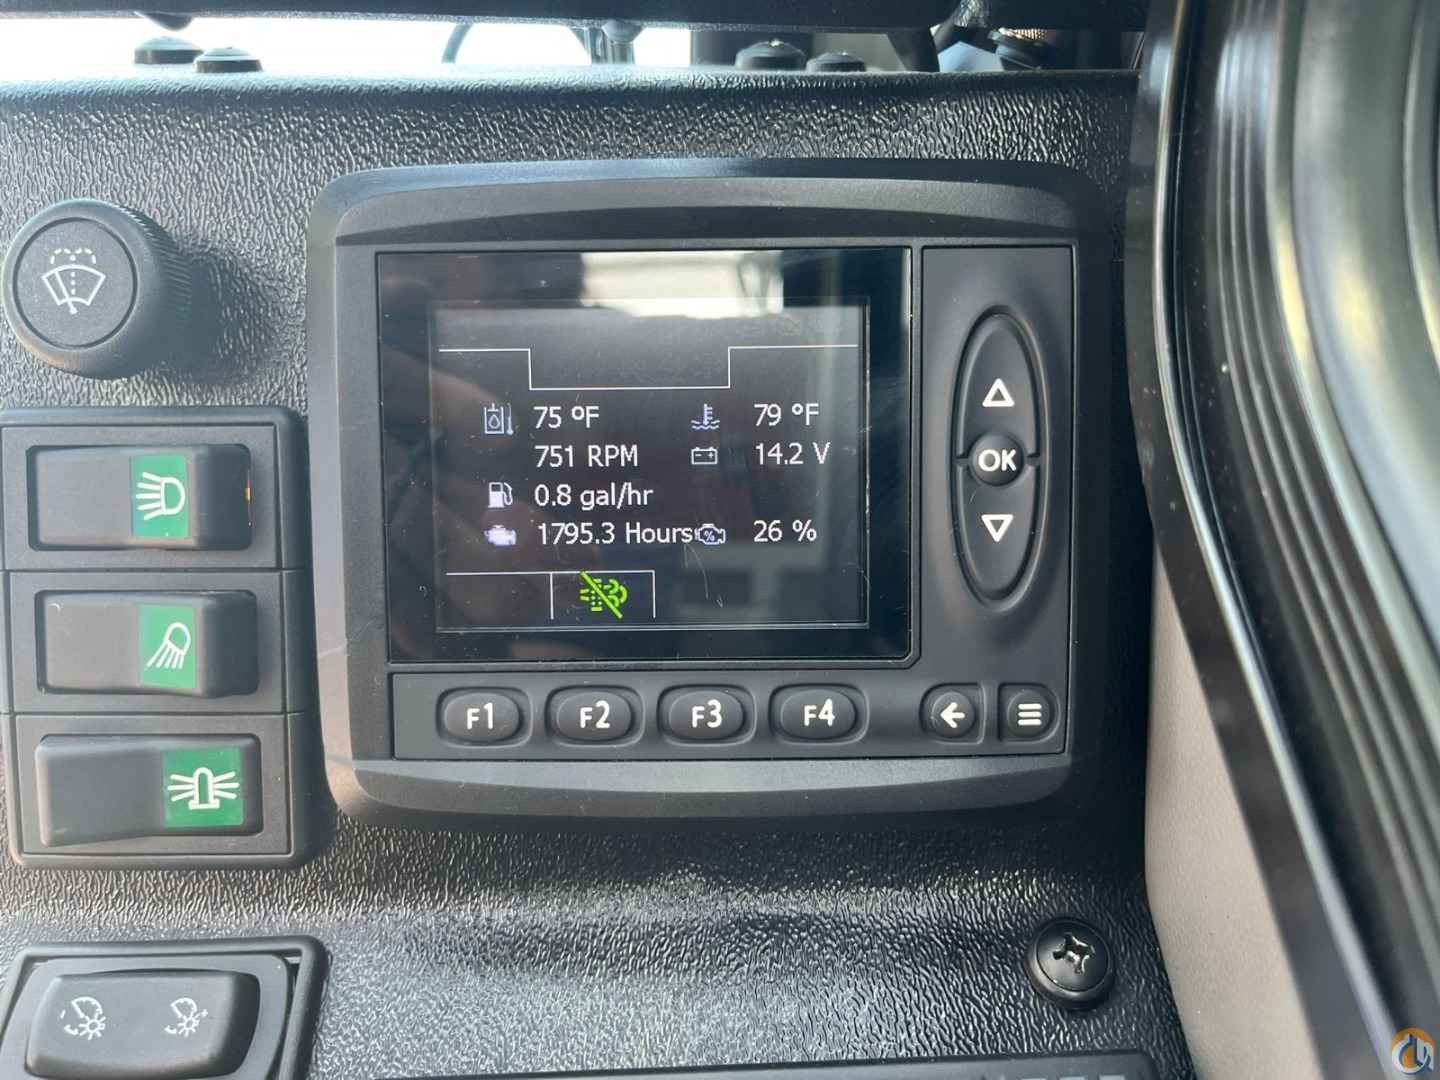 75 ºF 79 ºF
751 RPM 14.2 V
0.8 gal/hr
1795.3 Hours 26 %
OK
F1 F2 F3 F4